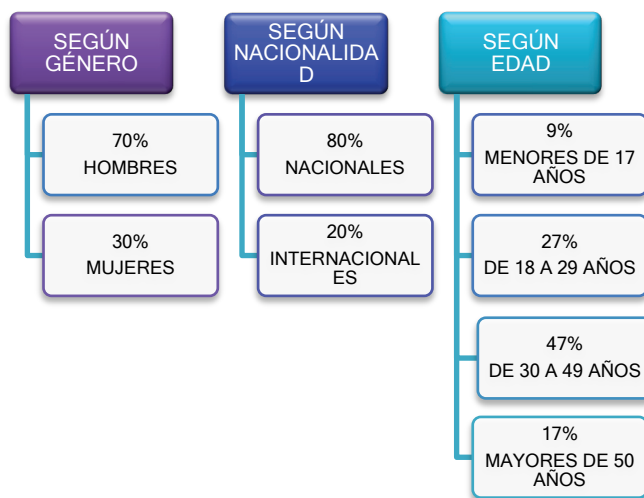 SEGÚN
GÉNERO
70%
HOMBRES
30%
MUJERES
SEGÚN
NACIONALIDA
D
80%
NACIONALES
20%
INTERNACIONAL
ES
SEGÚN
EDAD
9%
MENORES DE 17
AÑOS
27%
DE 18 A 29 AÑOS
47%
DE 30 A 49 AÑOS
17%
MAYORES DE 50
AÑOS